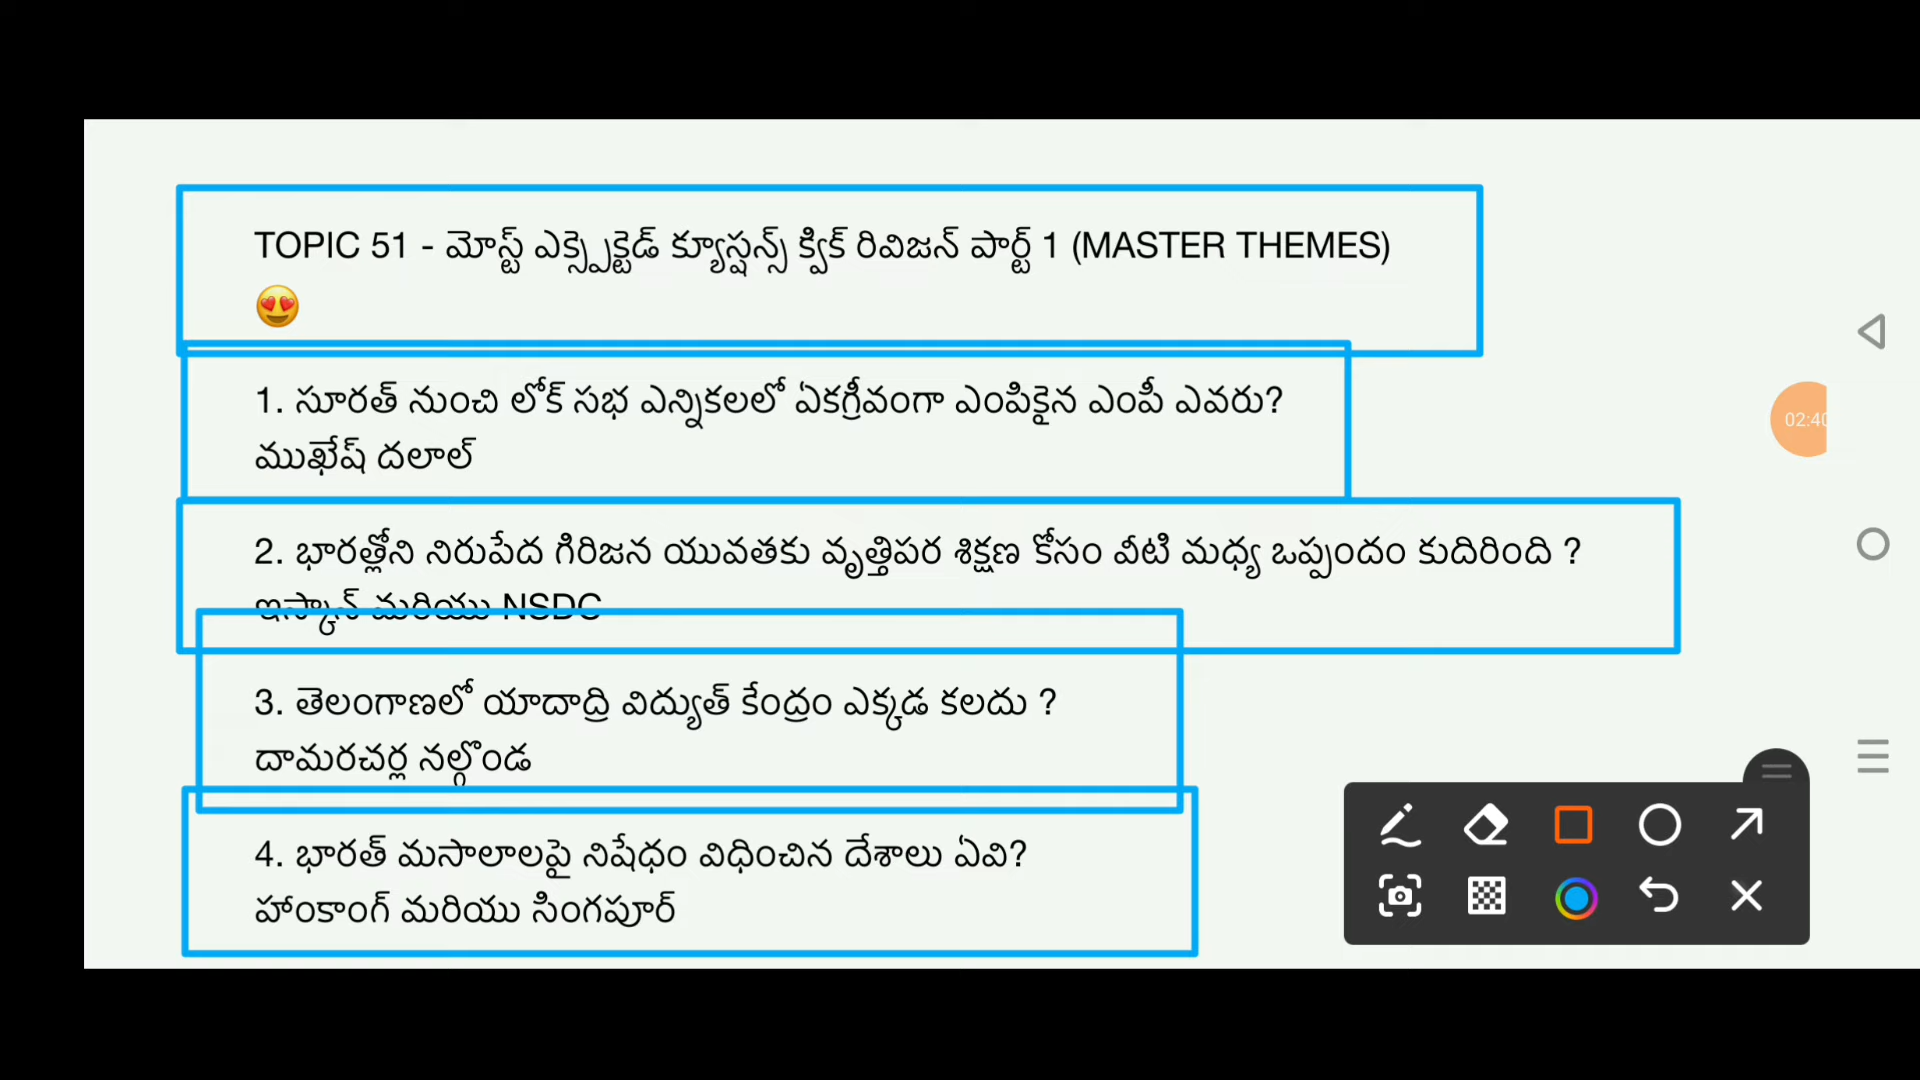 TOPIC 51 - మోస్ట్ ఎక్స్పెక్టెడ్ క్యూస్షన్స్ క్విక్ రివిజన్ పార్ట్ 1 (MASTER THEMES)
😍
1. సూరత్ నుంచి లోక్ సభ ఎన్నికలలో ఏకగ్రీవంగా ఎంపికైన ఎంపీ ఎవరు?
ముఖేష్ దలాల్
2. భారత్లోని నిరుపేద గిరిజన యువతకు వృత్తిపర శిక్షణ కోసం వీటి మధ్య ఒప్పందం కుదిరింది ?
ఇస్కాన్ మరియు NSDC
3. తెలంగాణలో యాదాద్రి విద్యుత్ కేంద్రం ఎక్కడ కలదు ?
దామరచర్ల నల్గొండ
4. భారత్ మసాలాలపై నిషేధం విధించిన దేశాలు ఏవి?
హాంకాంగ్ మరియు సింగపూర్
02:40